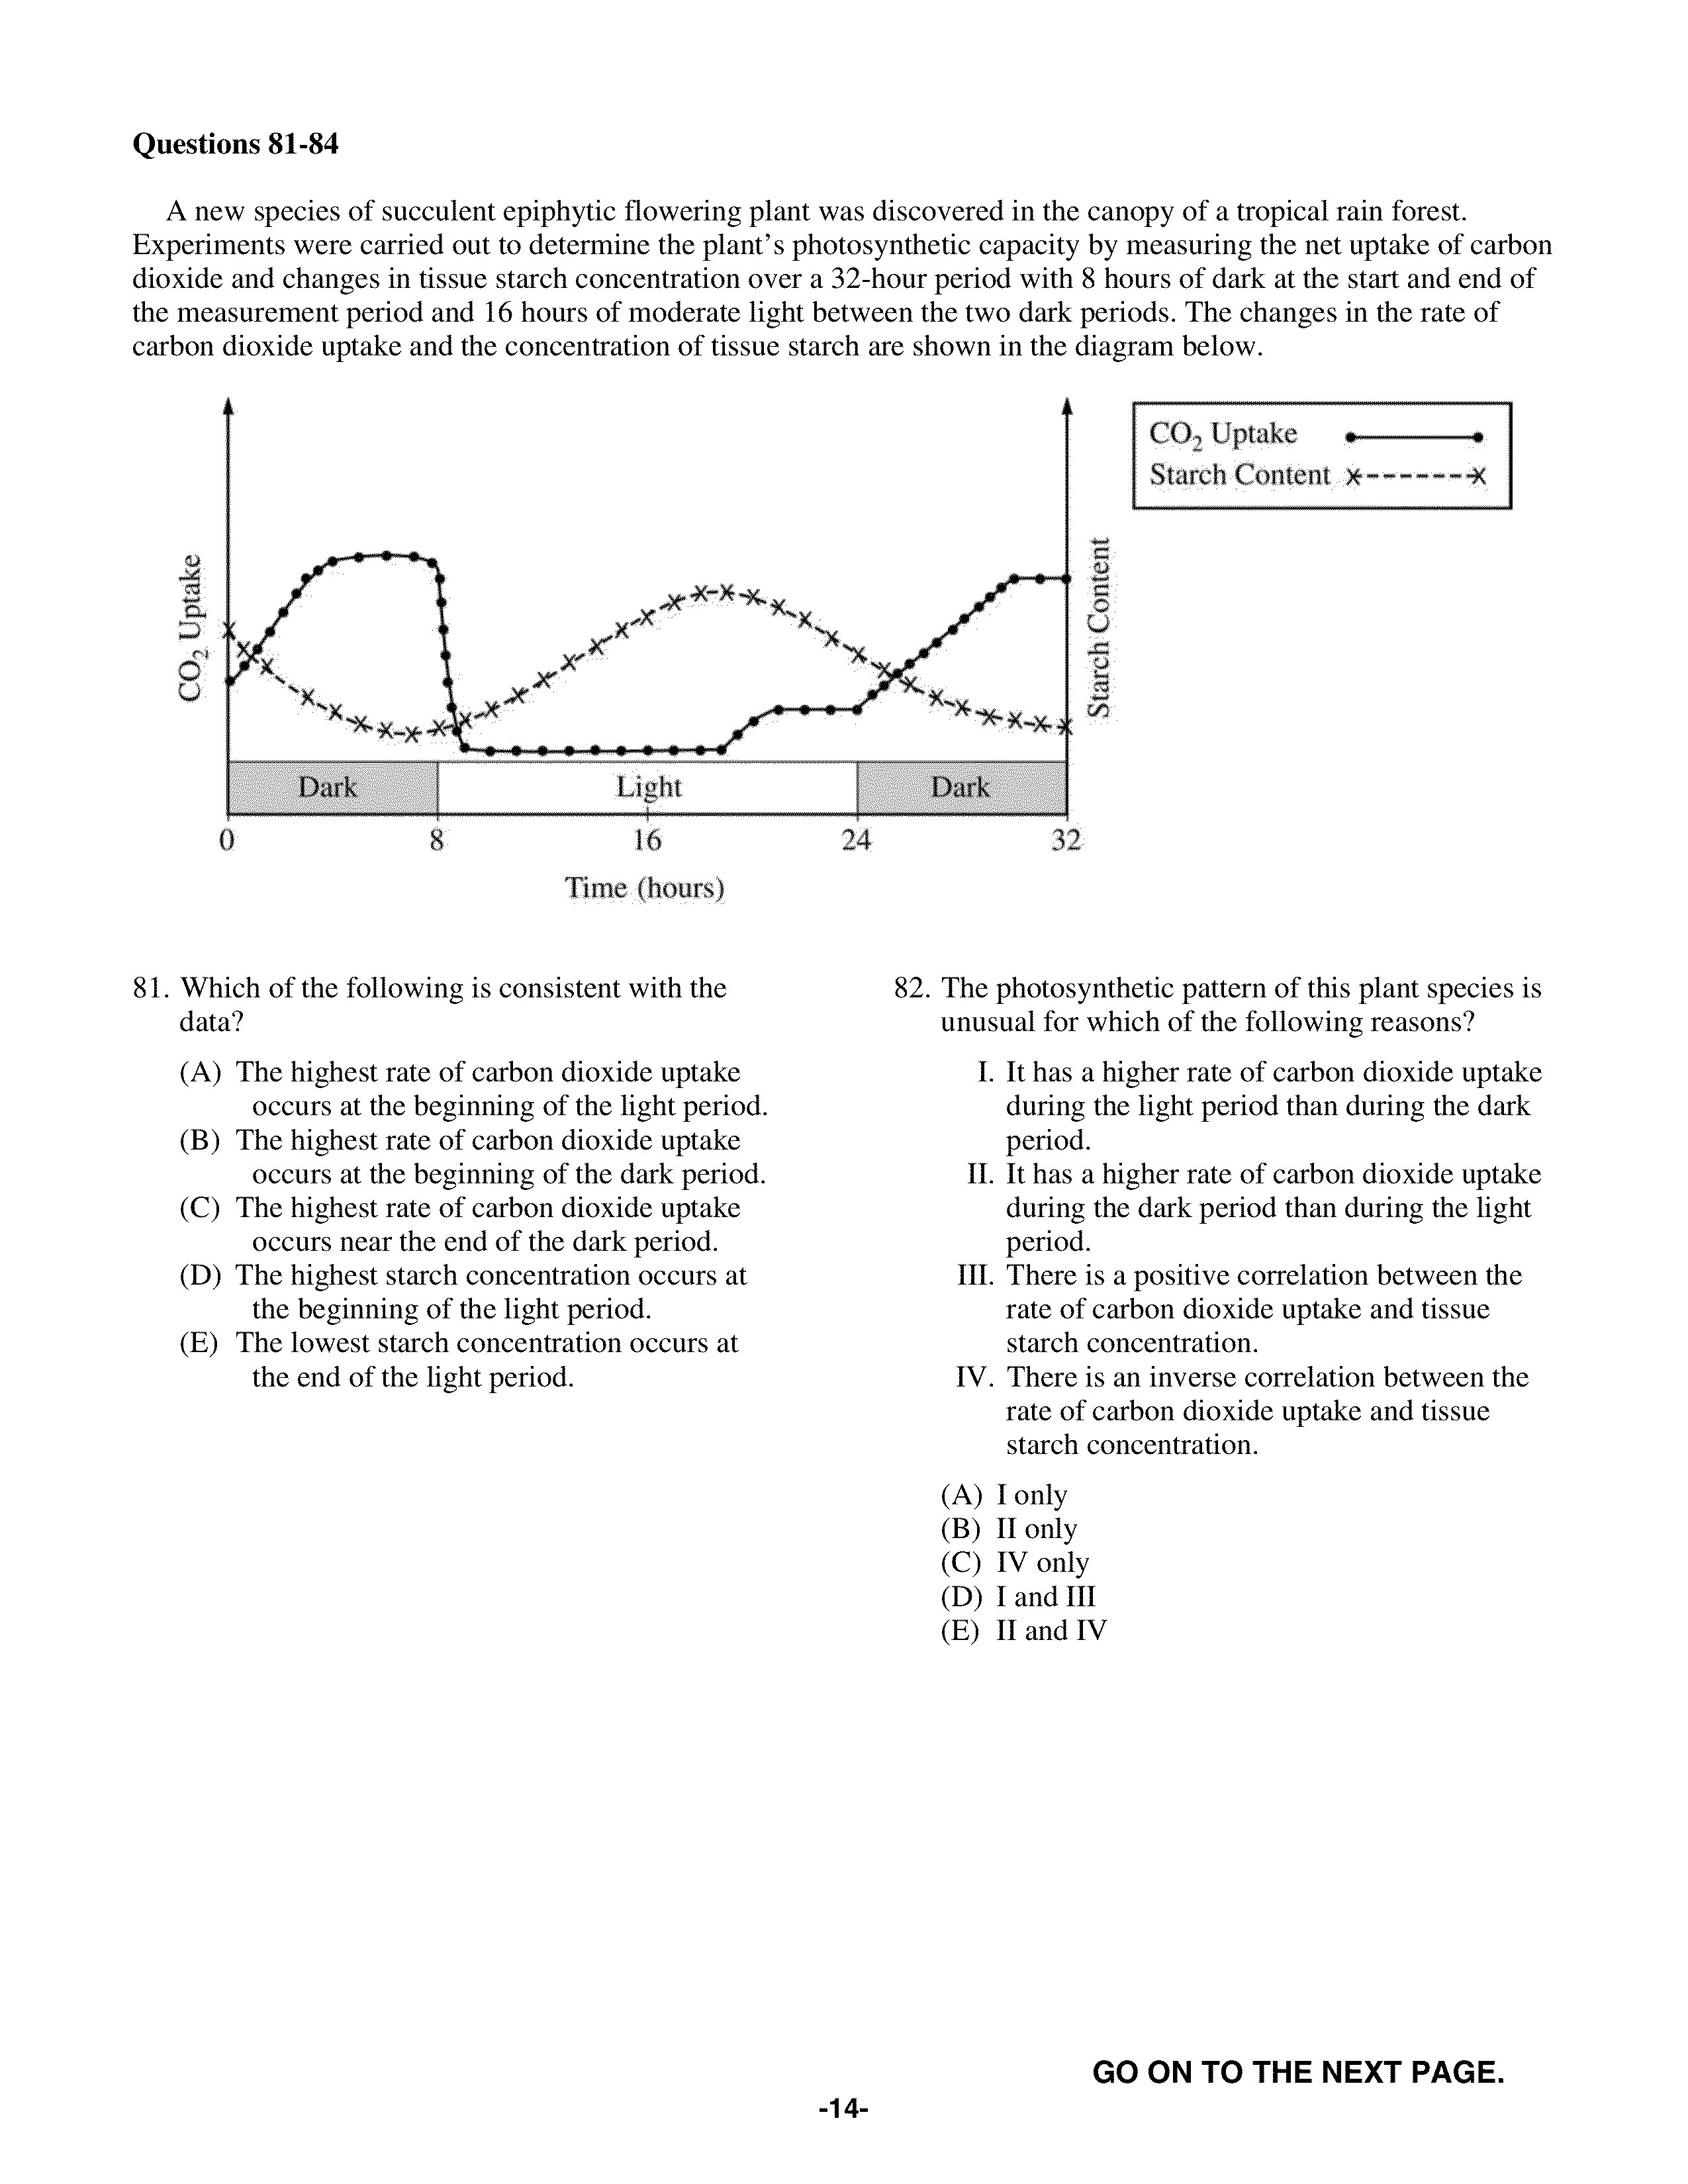 Questions 81-84
A new species of succulent epiphytic flowering plant was discovered in the canopy of a tropical rain forest.
Experiments were carried out to determine the plant's photosynthetic capacity by measuring the net uptake of carbon
dioxide and changes in tissue starch concentration over a 32-hour period with 8 hours of dark at the start and end of
the measurement period and 16 hours of moderate light between the two dark periods. The changes in the rate of
carbon dioxide uptake and the concentration of tissue starch are shown in the diagram below.
CO₂ Uptake
Starch Content
CO₂ Uptake
Starch Content
Dark Light Dark
0 8 16 24 32
Time (hours)
81. Which of the following is consistent with the
data?
(A) The highest rate of carbon dioxide uptake
occurs at the beginning of the light period.
(B) The highest rate of carbon dioxide uptake
occurs at the beginning of the dark period.
(C) The highest rate of carbon dioxide uptake
occurs near the end of the dark period.
(D) The highest starch concentration occurs at
the beginning of the light period.
(E) The lowest starch concentration occurs at
the end of the light period.
82. The photosynthetic pattern of this plant species is
unusual for which of the following reasons?
I. It has a higher rate of carbon dioxide uptake
during the light period than during the dark
period.
II. It has a higher rate of carbon dioxide uptake
during the dark period than during the light
period.
III. There is a positive correlation between the
rate of carbon dioxide uptake and tissue
starch concentration.
IV. There is an inverse correlation between the
rate of carbon dioxide uptake and tissue
starch concentration.
(A) I only
(B) II only
(C) IV only
(D) I and III
(E) II and IV
GO ON TO THE NEXT PAGE.
-14-